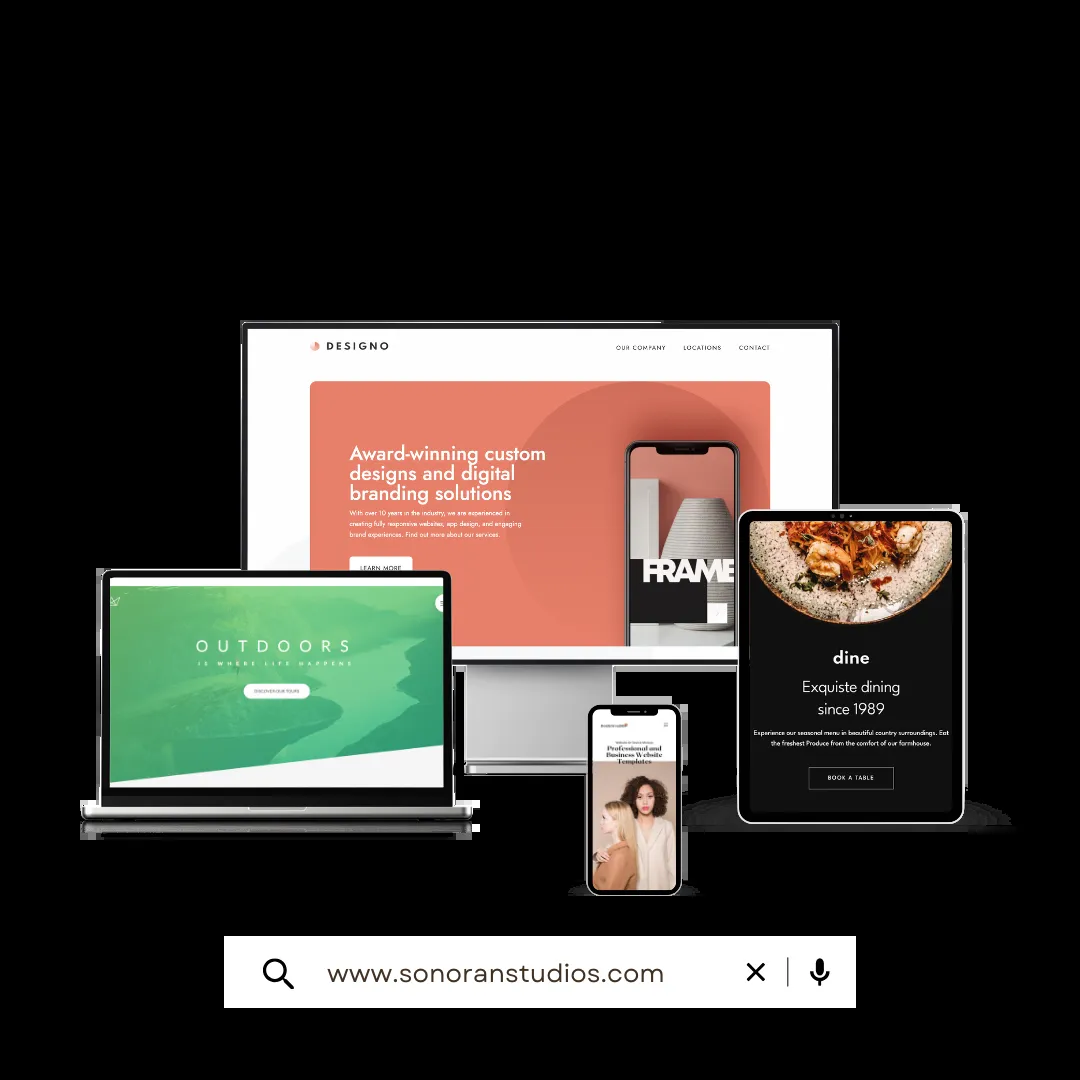 DESIGNO
OUR COMPANY LOCATIONS CONTACT
Award-winning custom
designs and digital
branding solutions
With over 10 years in the industry, we are experienced in
creating fully responsive websites, app design, and engaging
brand experiences. Find out more about our services.
LEARN MORE
FRAME
OUTDOORS
IS WHERE LIFE HAPPENS
DISCOVER OUR TOURS
dine
Exquiste dining
since 1989
Experience our seasonal menu in beautiful country surroundings. Eat
the freshest Produce from the comfort of our farmhouse.
BOOK A TABLE
Professional and
Business Website
Templates
www.sonoranstudios.com